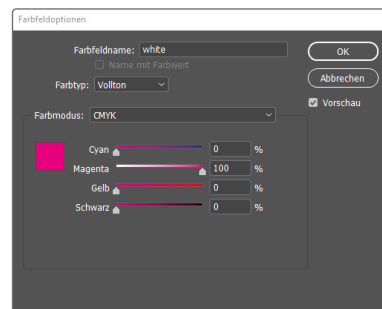 Farbfeldoptionen
Farbfeldname: white
Name mit Farbwert
Farbtyp: Vollton
Farbmodus: CMYK
Cyan 0 %
Magenta 100 %
Gelb 0 %
Schwarz 0 %
OK
Abbrechen
Vorschau